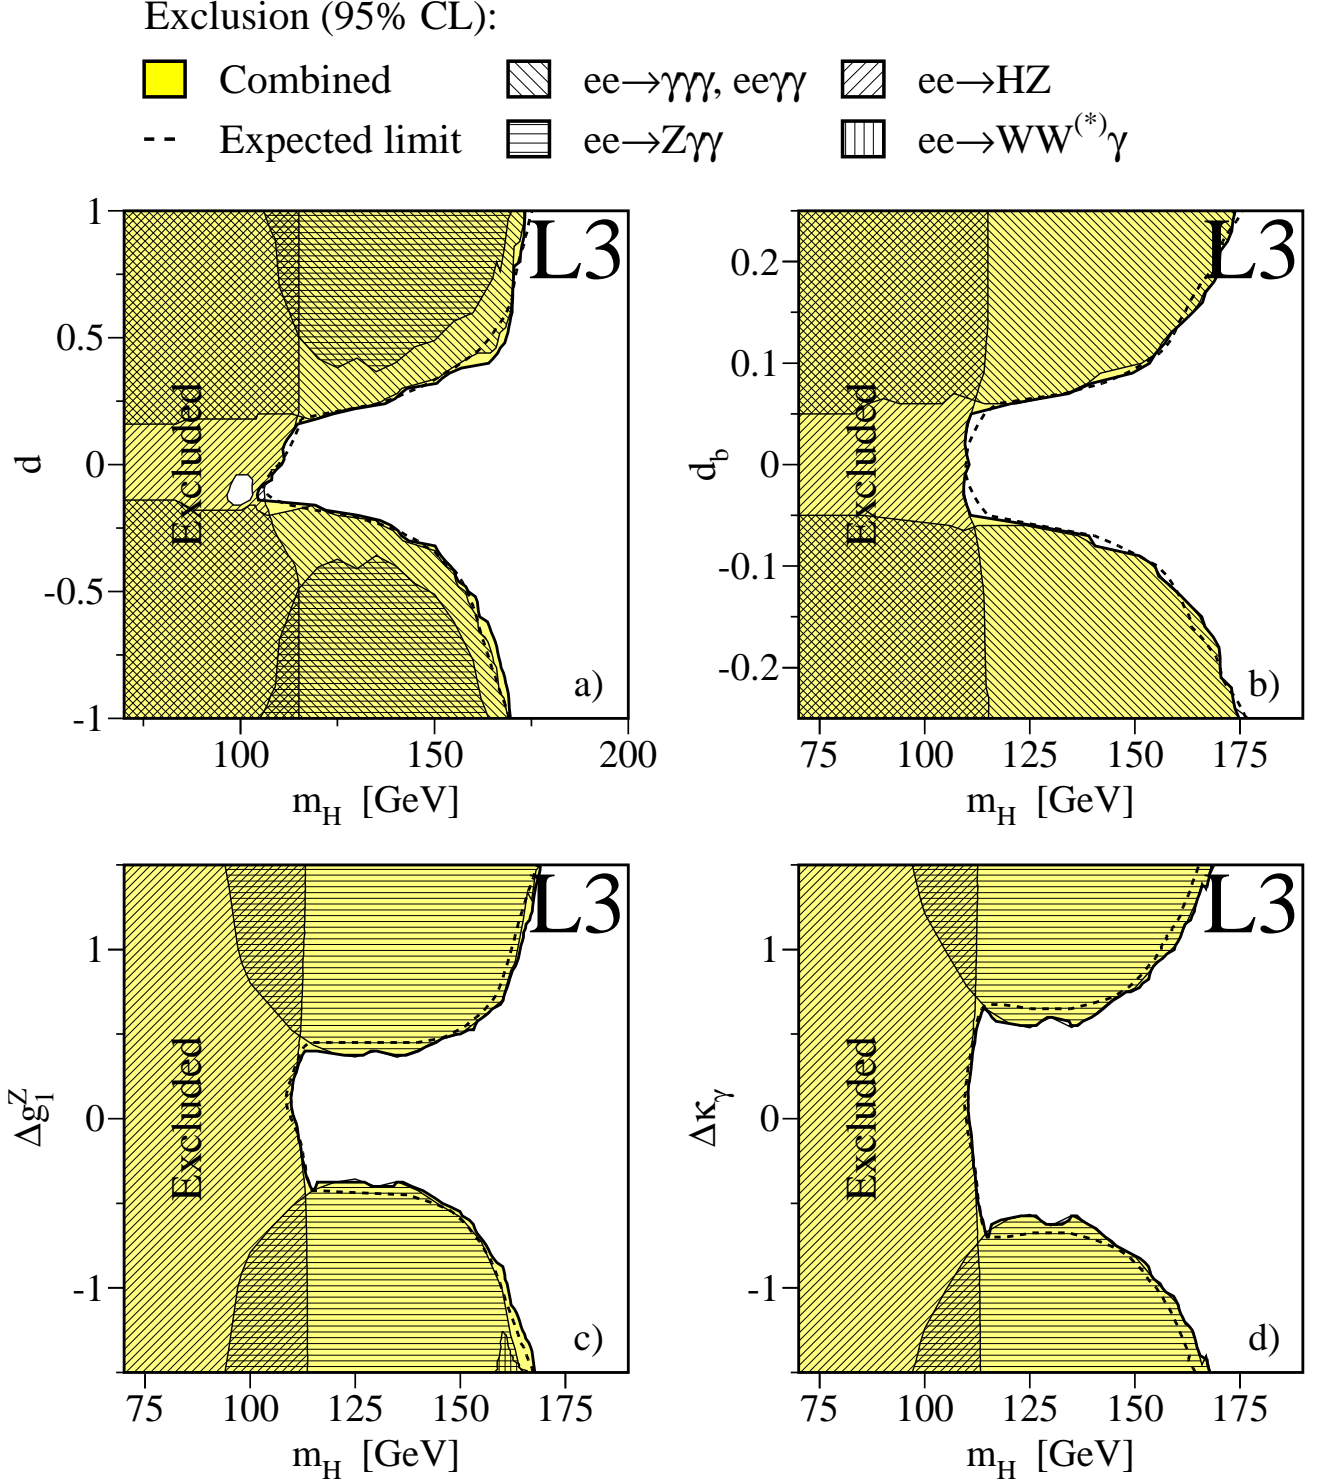 Exclusion (95% CL):
Combined
ee→γγγ, eeγγ
ee→HZ
Expected limit
ee→Zγγ
ee→WW(*)γ
L3
Excluded
a)
d
1
0.5
0
-0.5
-1
100
150
200
mH [GeV]
L3
Excluded
b)
db
0.2
0.1
0
-0.1
-0.2
75
100
125
150
175
mH [GeV]
L3
Excluded
c)
Δg1Z
1
0
-1
75
100
125
150
175
mH [GeV]
L3
Excluded
d)
Δκγ
1
0
-1
75
100
125
150
175
mH [GeV]